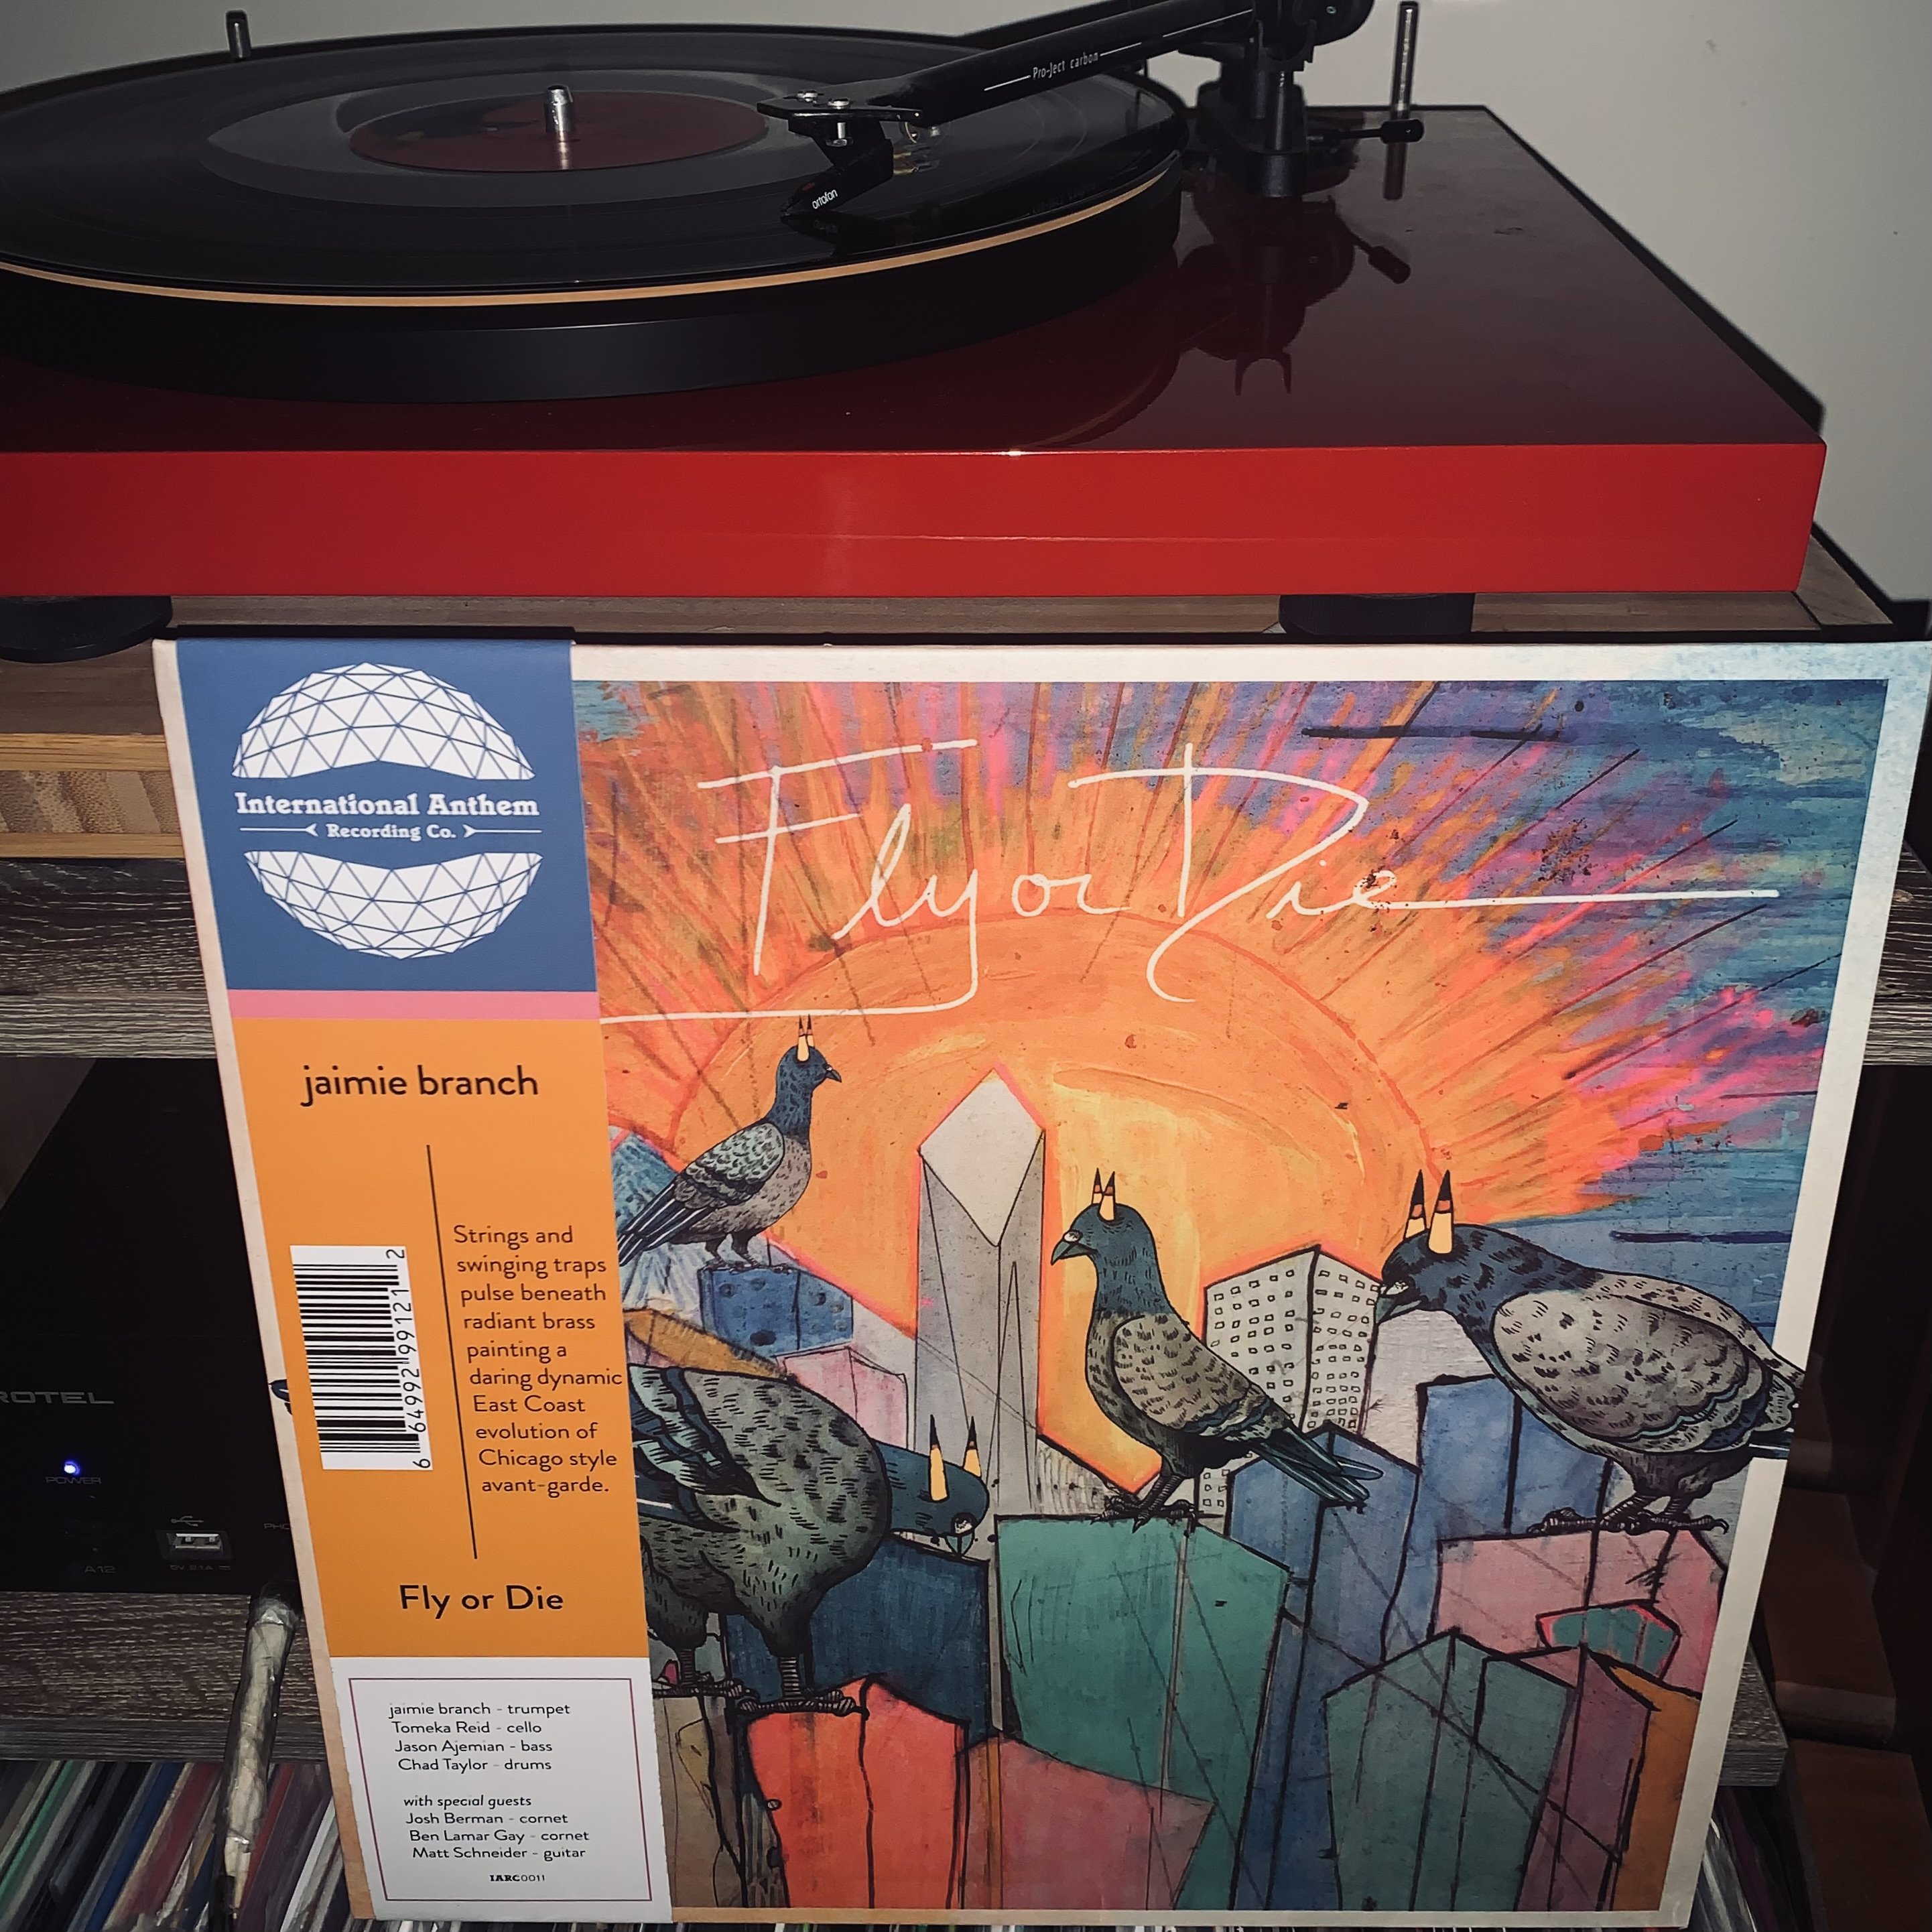 Pro-Ject carbon
ortofon
International Anthem
Recording Co.
Fly or Die
jaimie branch
Strings and
swinging traps
pulse beneath
radiant brass
painting a
daring dynamic
East Coast
evolution of
Chicago style
avant-garde.
6 64992 99121 2
Fly or Die
jaimie branch - trumpet
Tomeka Reid - cello
Jason Ajemian - bass
Chad Taylor - drums
with special guests
Josh Berman - cornet
Ben Lamar Gay - cornet
Matt Schneider - guitar
IARC0011
ROTEL
POWER
A12